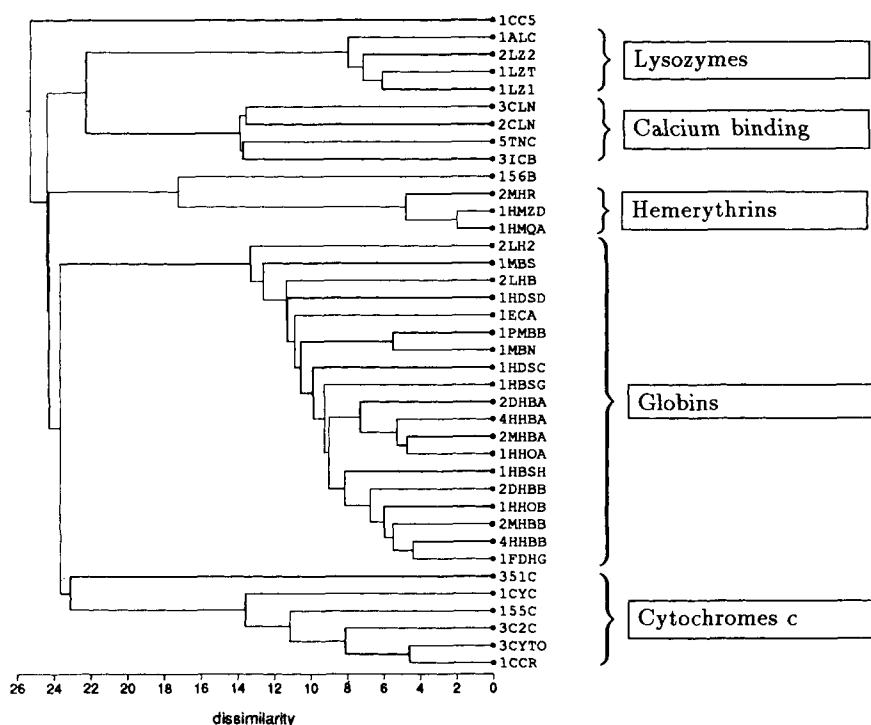 1CC5
1ALC
2LZ2
1LZT
1LZ1
Lysozymes
3CLN
2CLN
5TNC
3ICB
Calcium binding
156B
2MHR
1HMZD
1HMQA
Hemerythrins
2LH2
1MBS
2LHB
1HDSD
1ECA
1PMBB
1MBN
1HDSC
1HBSG
2DHBA
4HHBA
2MHBA
1HHOA
1HBSH
2DHBB
1HHOB
2MHBB
4HHBB
1FDHG
Globins
351C
1CYC
155C
3C2C
3CYTO
1CCR
Cytochromes c
26 24 22 20 18 16 14 12 10 8 6 4 2 0
dissimilarity